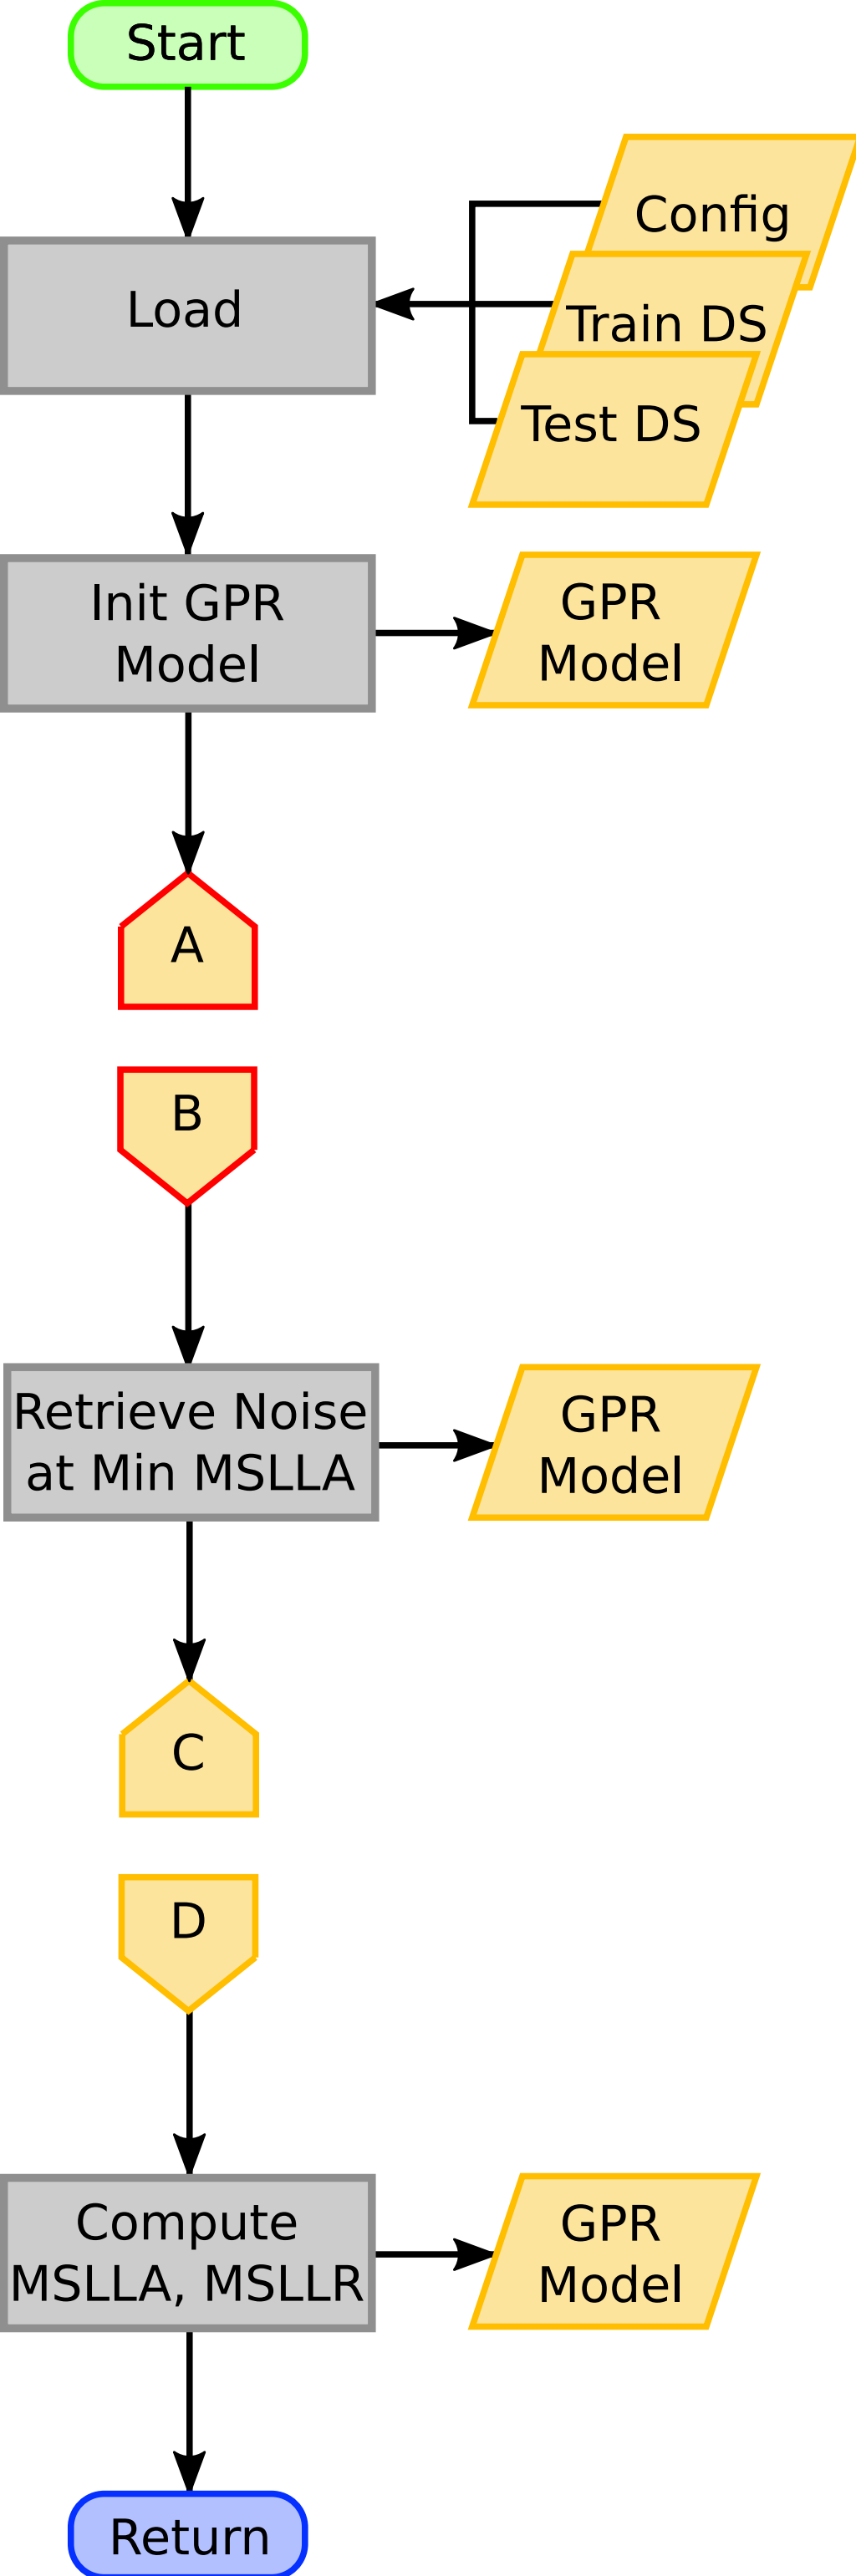 Start
Config
Load
Train DS
Test DS
Init GPR
Model
GPR
Model
A
B
Retrieve Noise
at Min MSLLA
GPR
Model
C
D
Compute
MSLLA, MSLLR
GPR
Model
Return